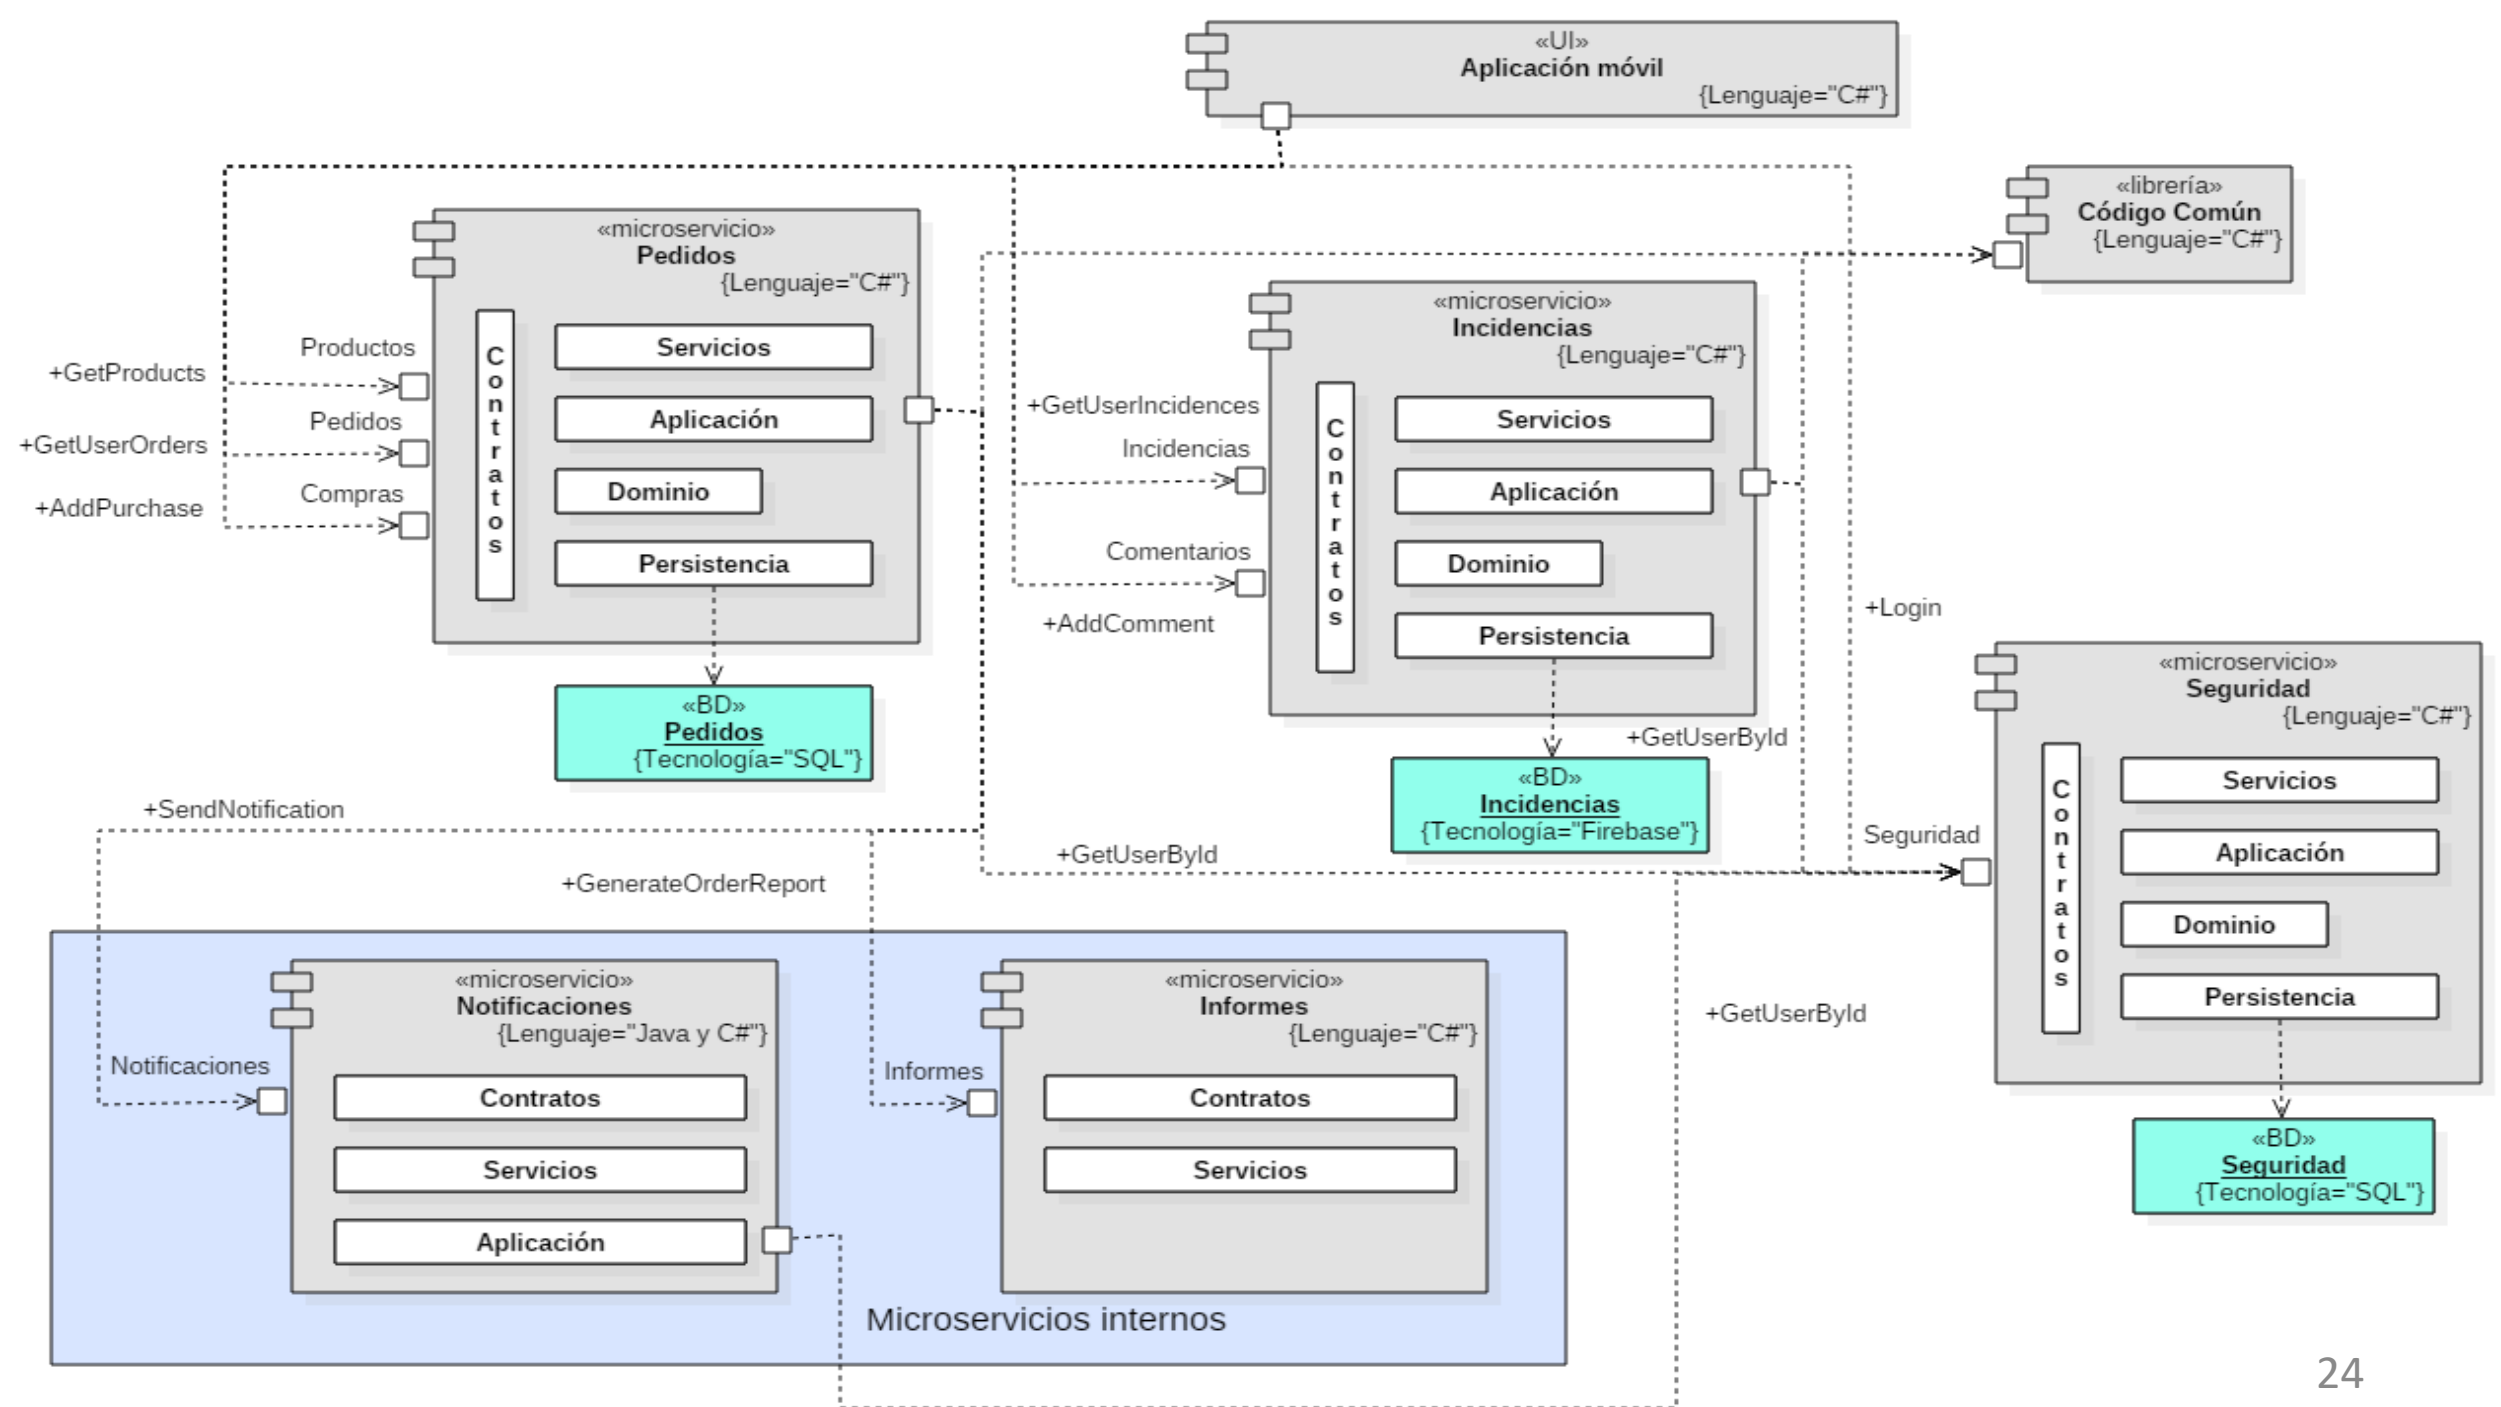 «UI»
Aplicación móvil
{Lenguaje="C#"}
«librería»
Código Común
{Lenguaje="C#"}
«microservicio»
Pedidos
{Lenguaje="C#"}
Contratos
Servicios
Aplicación
Dominio
Persistencia
Productos
+GetProducts
Pedidos
+GetUserOrders
Compras
+AddPurchase
«BD»
Pedidos
{Tecnología="SQL"}
«microservicio»
Incidencias
{Lenguaje="C#"}
Contratos
Servicios
Aplicación
Dominio
Persistencia
+GetUserIncidences
Incidencias
Comentarios
+AddComment
+GetUserById
«BD»
Incidencias
{Tecnología="Firebase"}
+Login
«microservicio»
Seguridad
{Lenguaje="C#"}
Contratos
Servicios
Aplicación
Dominio
Persistencia
Seguridad
«BD»
Seguridad
{Tecnología="SQL"}
+SendNotification
+GetUserById
+GenerateOrderReport
«microservicio»
Notificaciones
{Lenguaje="Java y C#"}
Notificaciones
Contratos
Servicios
Aplicación
«microservicio»
Informes
{Lenguaje="C#"}
Informes
Contratos
Servicios
+GetUserById
Microservicios internos
24